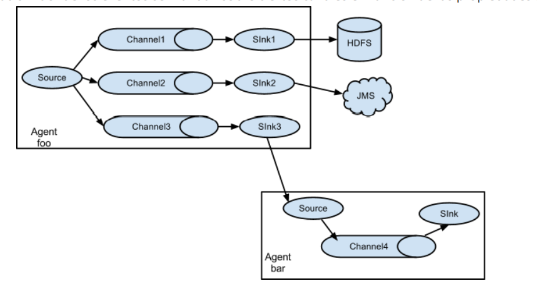 Channel1
SInk1
HDFS
Source
Channel2
SInk2
JMS
Channel3
SInk3
Agent
foo
Source
SInk
Channel4
Agent
bar